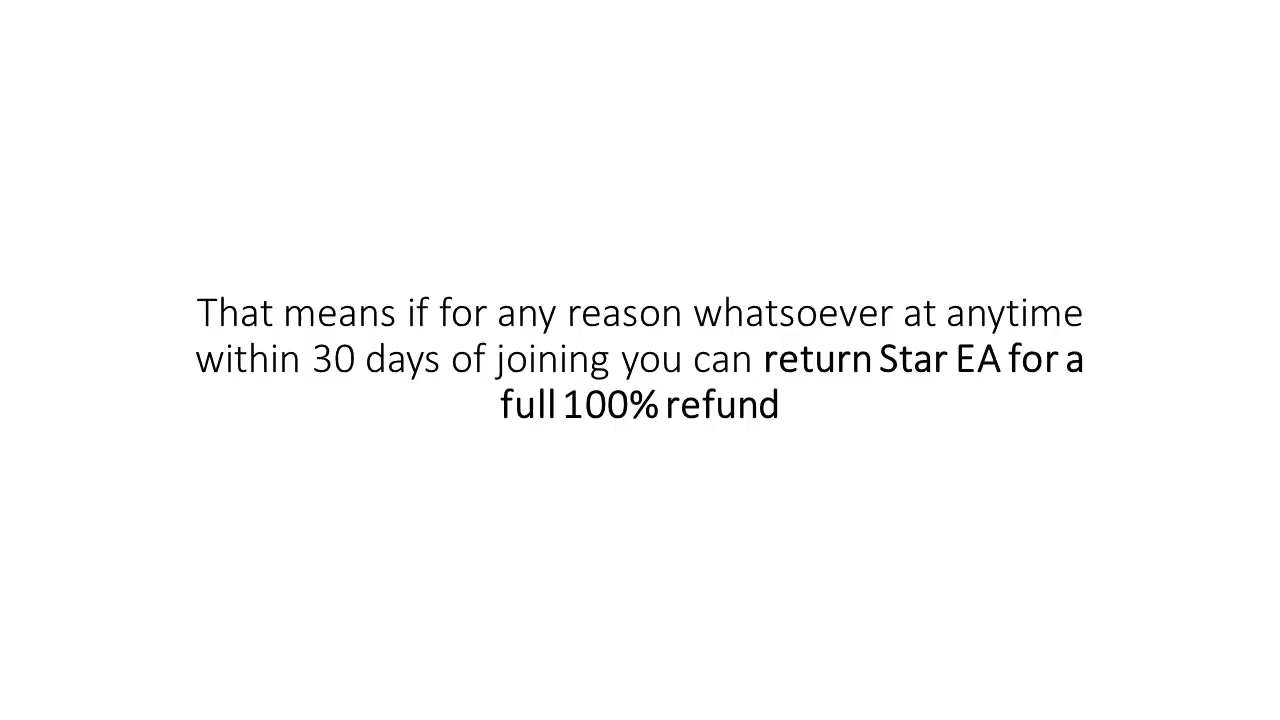 That means if for any reason whatsoever at anytime
within 30 days of joining you can return Star EA for a
full 100% refund